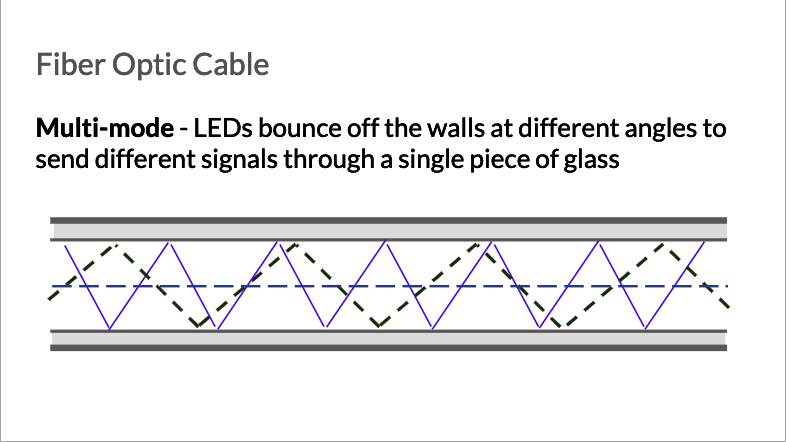 Fiber Optic Cable
Multi-mode - LEDs bounce off the walls at different angles to
send different signals through a single piece of glass